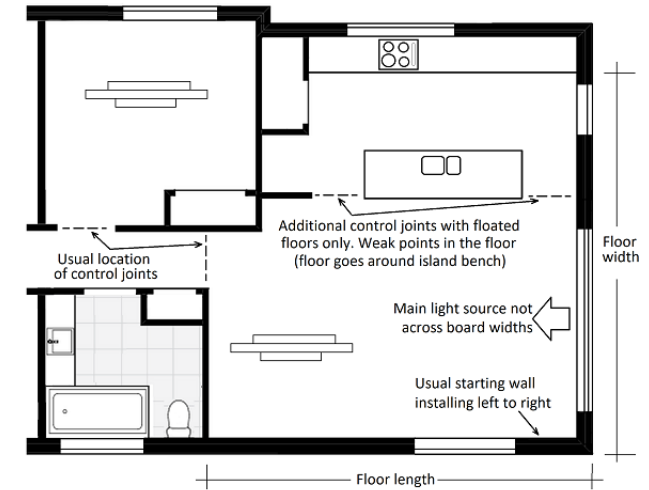 Additional control joints with floated
floors only. Weak points in the floor
(floor goes around island bench)
Usual location
of control joints
Floor
width
Main light source not
across board widths
Usual starting wall
installing left to right
Floor length